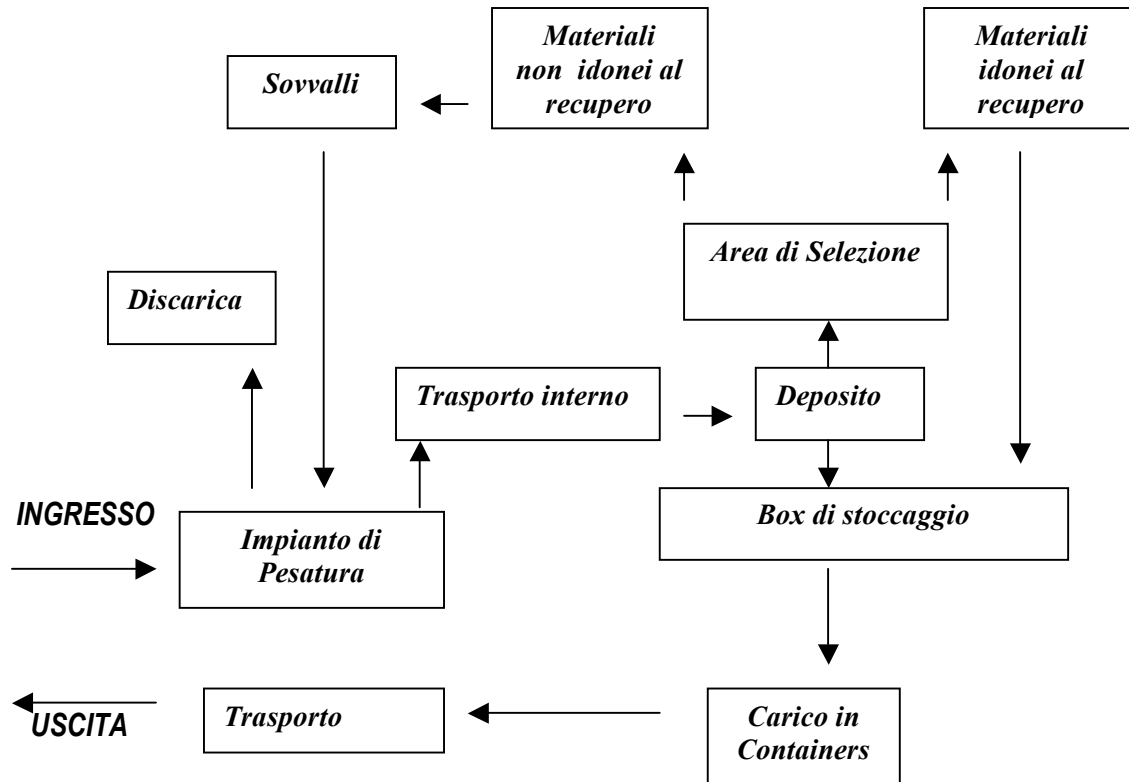 Materiali
non idonei al
recupero
Materiali
idonei al
recupero
Sovvalli
Area di Selezione
Discarica
Trasporto interno
Deposito
INGRESSO
Impianto di
Pesatura
Box di stoccaggio
USCITA
Trasporto
Carico in
Containers